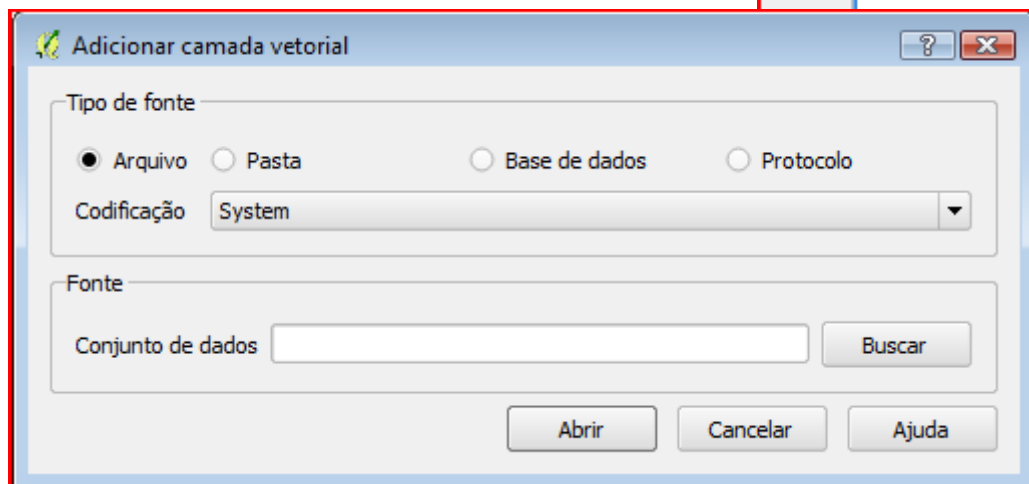 Adicionar camada vetorial
Tipo de fonte
Arquivo Pasta Base de dados Protocolo
Codificação System
Fonte
Conjunto de dados Buscar
Abrir Cancelar Ajuda